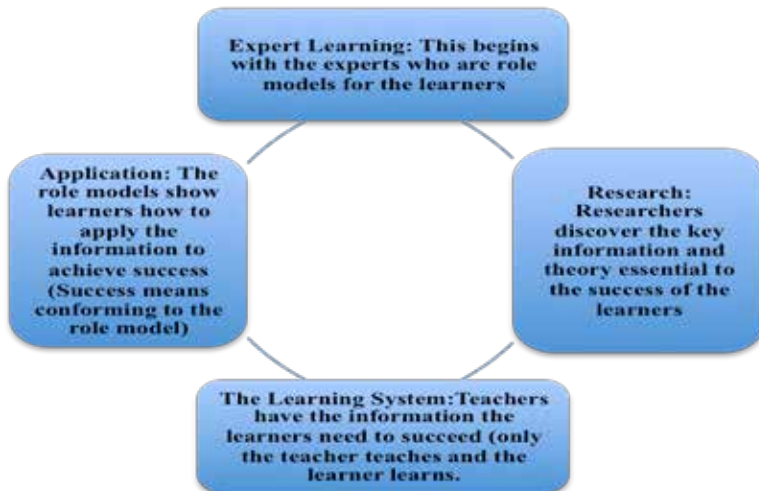 Expert Learning: This begins
with the experts who are role
models for the learners
Research:
Researchers
discover the key
information and
theory essential to
the success of the
learners
The Learning System:Teachers
have the information the
learners need to succeed (only
the teacher teaches and the
learner learns.
Application: The
role models show
learners how to
apply the
information to
achieve success
(Success means
conforming to the
role model)